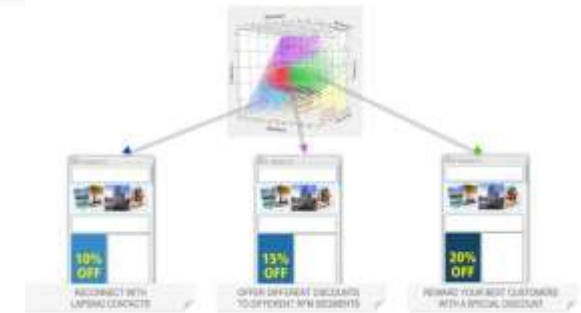 10%
OFF
15%
OFF
20%
OFF
RECONNECT WITH
LAPSING CONTACTS
OFFER DIFFERENT DISCOUNTS
TO DIFFERENT RFM SEGMENTS
REWARD YOUR BEST CUSTOMERS
WITH A SPECIAL DISCOUNT